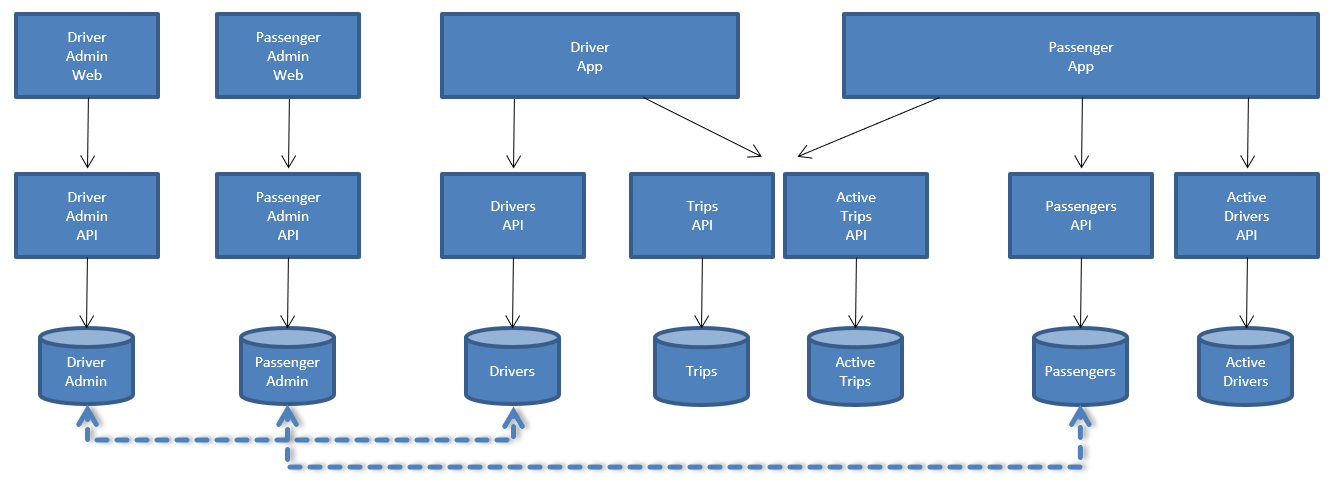 Driver
Admin
Web
Passenger
Admin
Web
Driver
App
Passenger
App
Driver
Admin
API
Passenger
Admin
API
Drivers
API
Trips
API
Active
Trips
API
Passengers
API
Active
Drivers
API
Driver
Admin
Passenger
Admin
Drivers
Trips
Active
Trips
Passengers
Active
Drivers